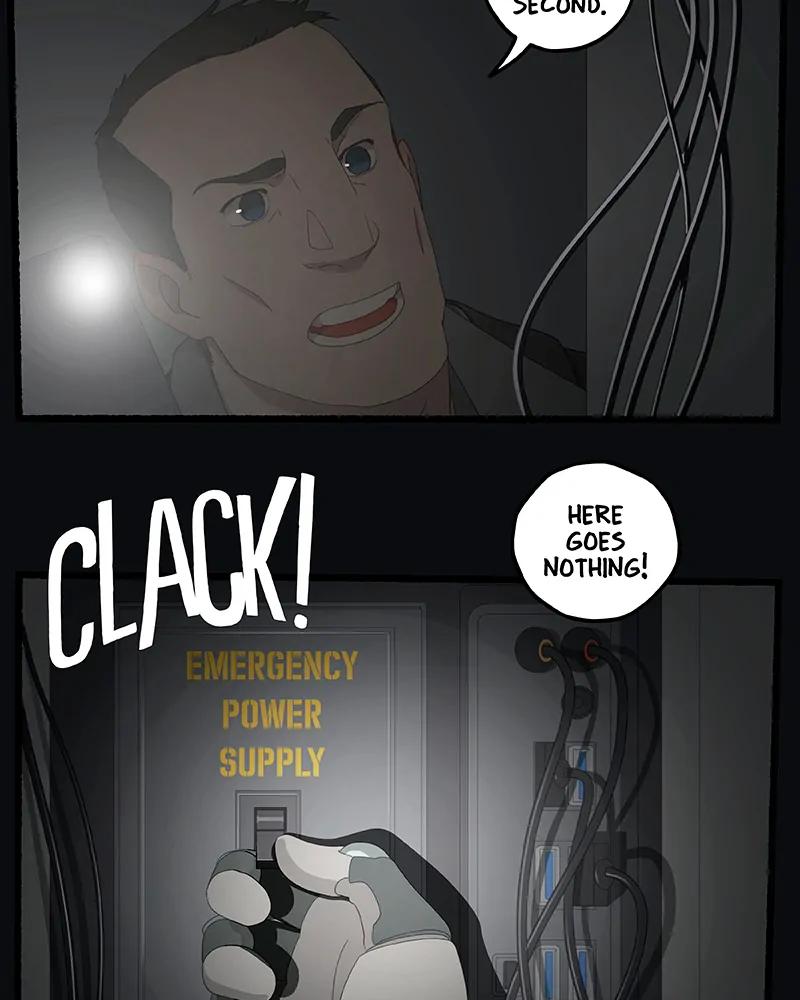 SECOND.
CLACK!
HERE
GOES
NOTHING!
EMERGENCY
POWER
SUPPLY